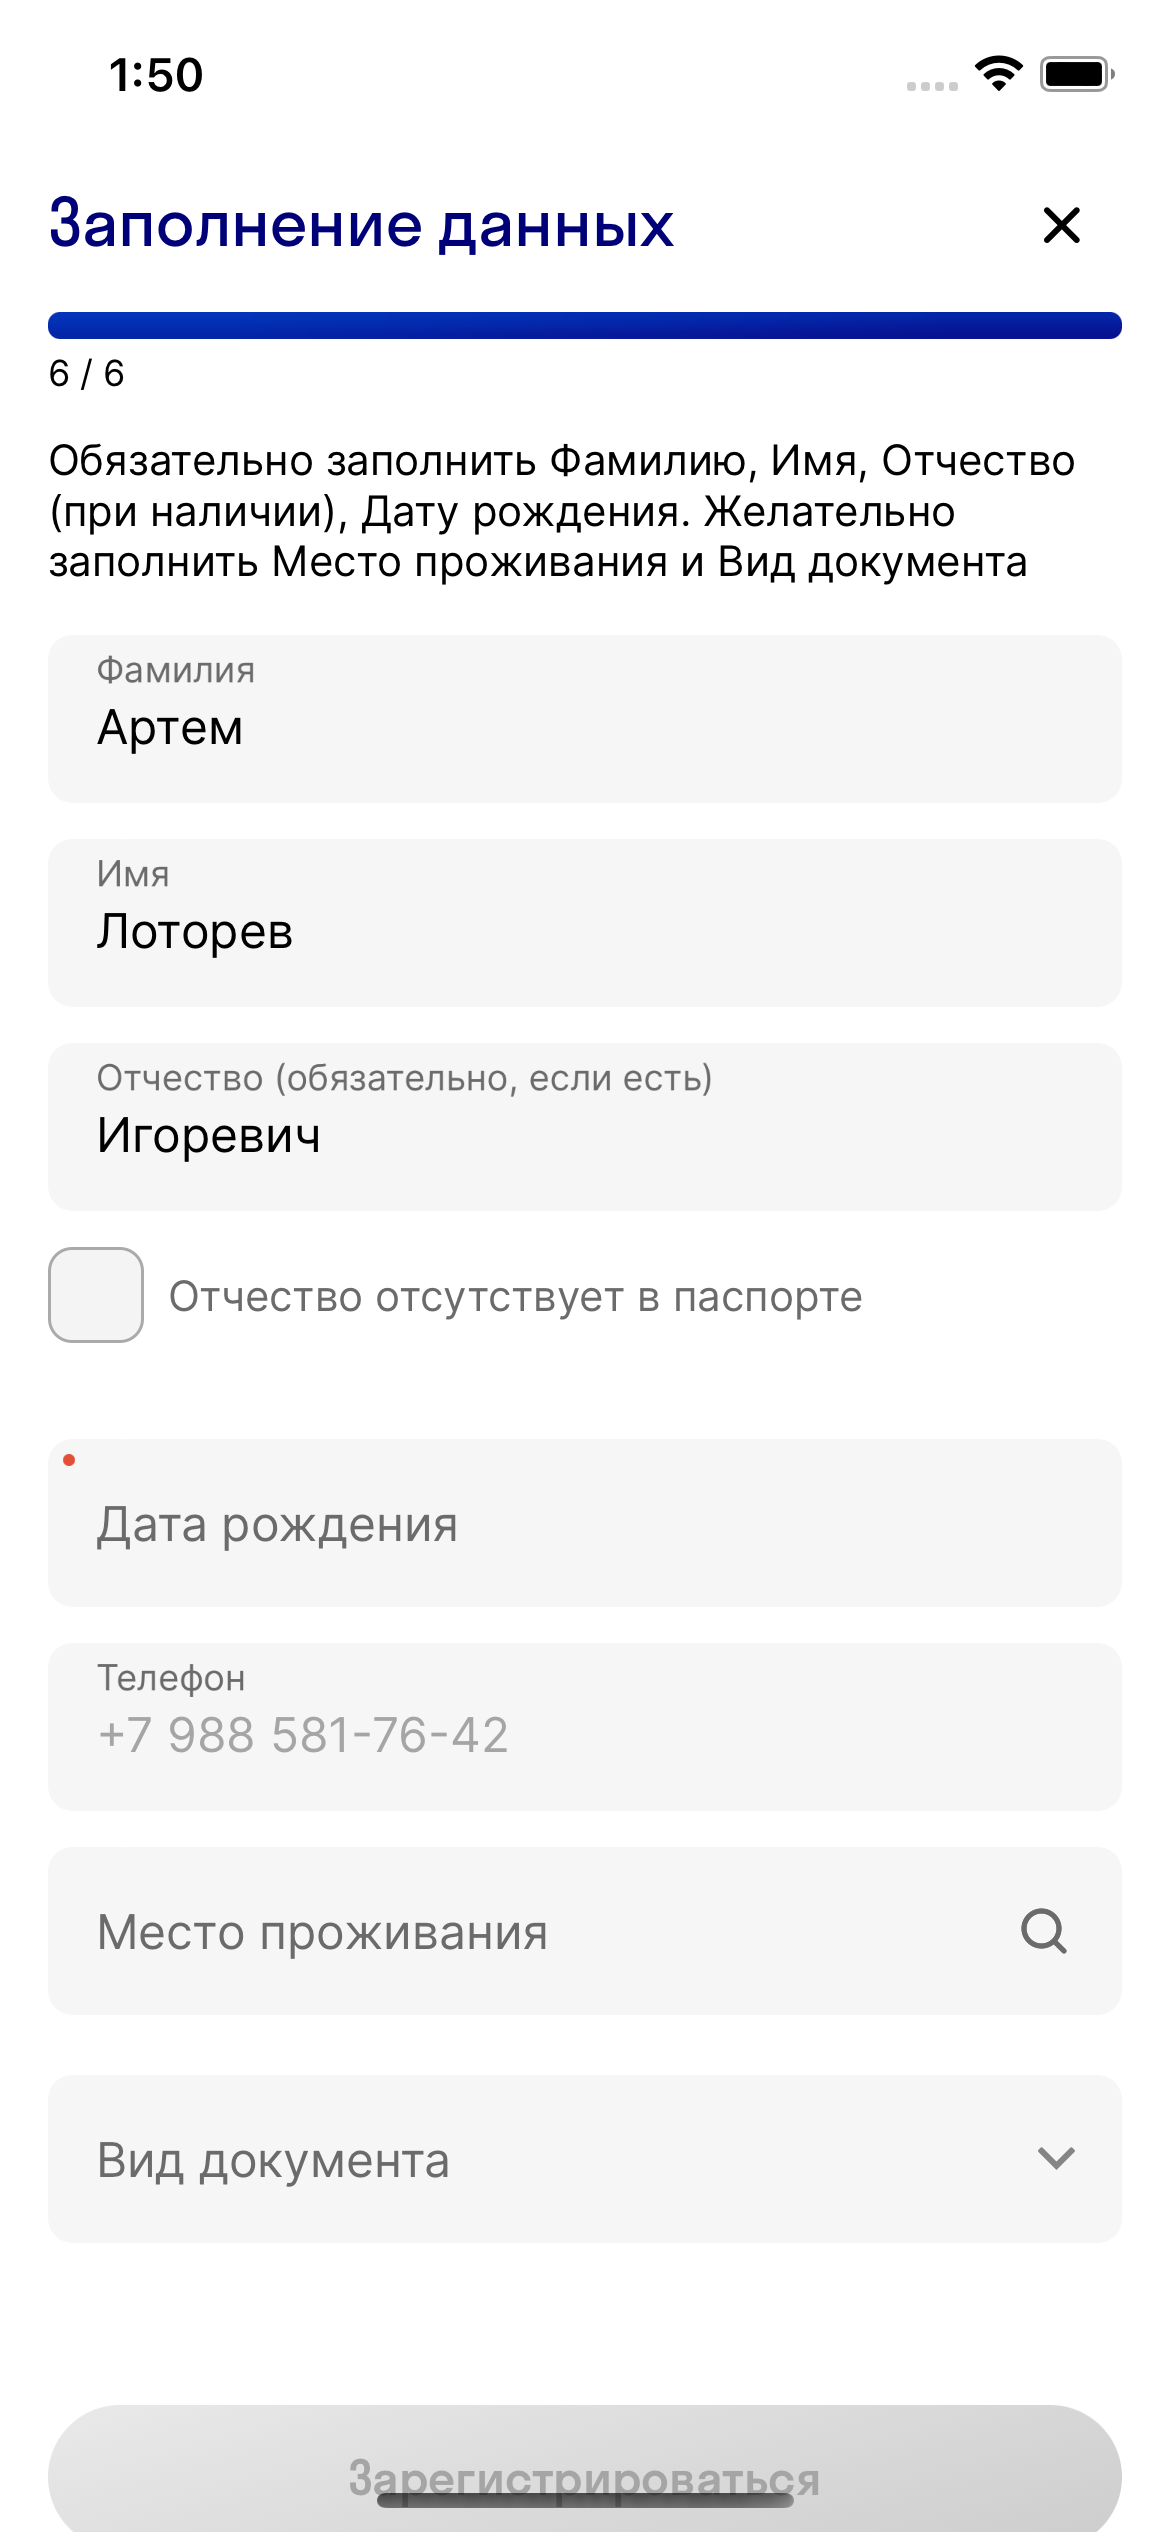 1:50
Заполнение данных
6 / 6
Обязательно заполнить Фамилию, Имя, Отчество
(при наличии), Дату рождения. Желательно
заполнить Место проживания и Вид документа
Фамилия
Артем
Имя
Лоторев
Отчество (обязательно, если есть)
Игоревич
Отчество отсутствует в паспорте
Дата рождения
Телефон
+7 988 581-76-42
Место проживания
Вид документа
Зарегистрироваться